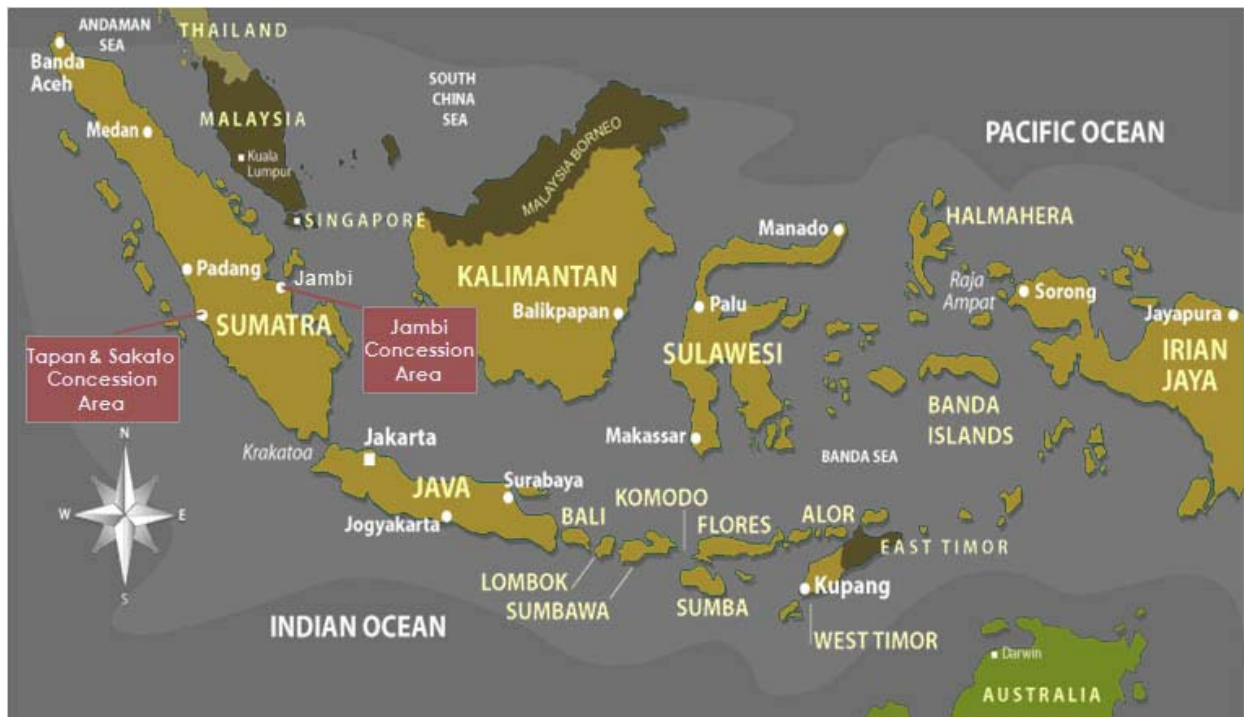 ANDAMAN
SEA
THAILAND
Banda
Aceh
SOUTH
CHINA
SEA
MALAYSIA
Medan
Kuala
Lumpur
MALAYSIA BORNEO
PACIFIC OCEAN
SINGAPORE
HALMAHERA
Manado
Padang
Jambi
KALIMANTAN
Raja
Ampat
Sorong
Balikpapan
Palu
Jayapura
SUMATRA
Jambi
Concession
Area
SULAWESI
IRIAN
JAYA
Tapan & Sakato
Concession
Area
BANDA
ISLANDS
N
W
E
S
Krakatoa
Jakarta
Makassar
BANDA SEA
JAVA
Surabaya
Jogyakarta
BALI
KOMODO
FLORES
ALOR
EAST TIMOR
LOMBOK
SUMBAWA
SUMBA
Kupang
INDIAN OCEAN
WEST TIMOR
Darwin
AUSTRALIA